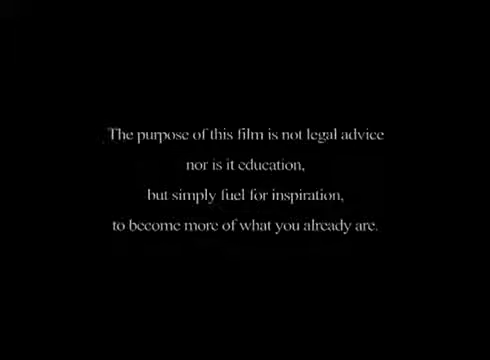 The purpose of this film is not legal advice
nor is it education,
but simply fuel for inspiration,
to become more of what you already are.